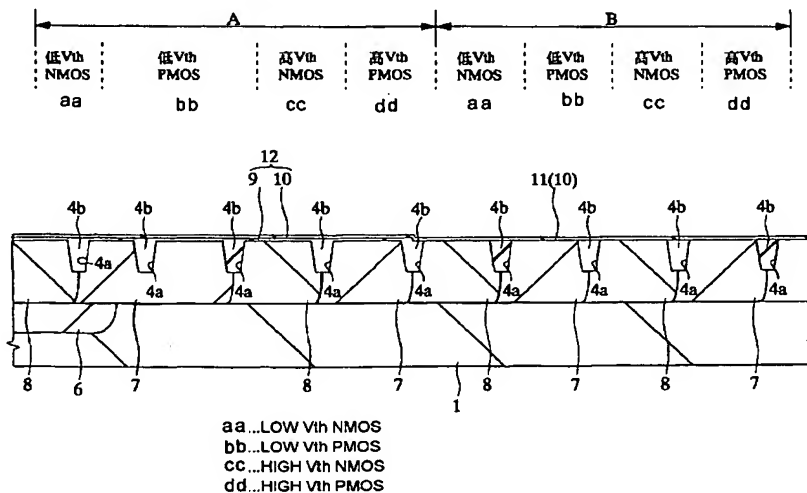 A B
低Vth NMOS 低Vth PMOS 高Vth NMOS 高Vth PMOS 低Vth NMOS 低Vth PMOS 高Vth NMOS 高Vth PMOS
aa bb cc dd aa bb cc dd
12
4b 4b 4b 9 10 4b 4b 11(10) 4b 4b 4b 4b
4a 4a 4a 4a 4a 4a 4a 4a 4a
8 6 7 8 7 1 8 7 8 7
aa...LOW Vth NMOS
bb...LOW Vth PMOS
cc...HIGH Vth NMOS
dd...HIGH Vth PMOS